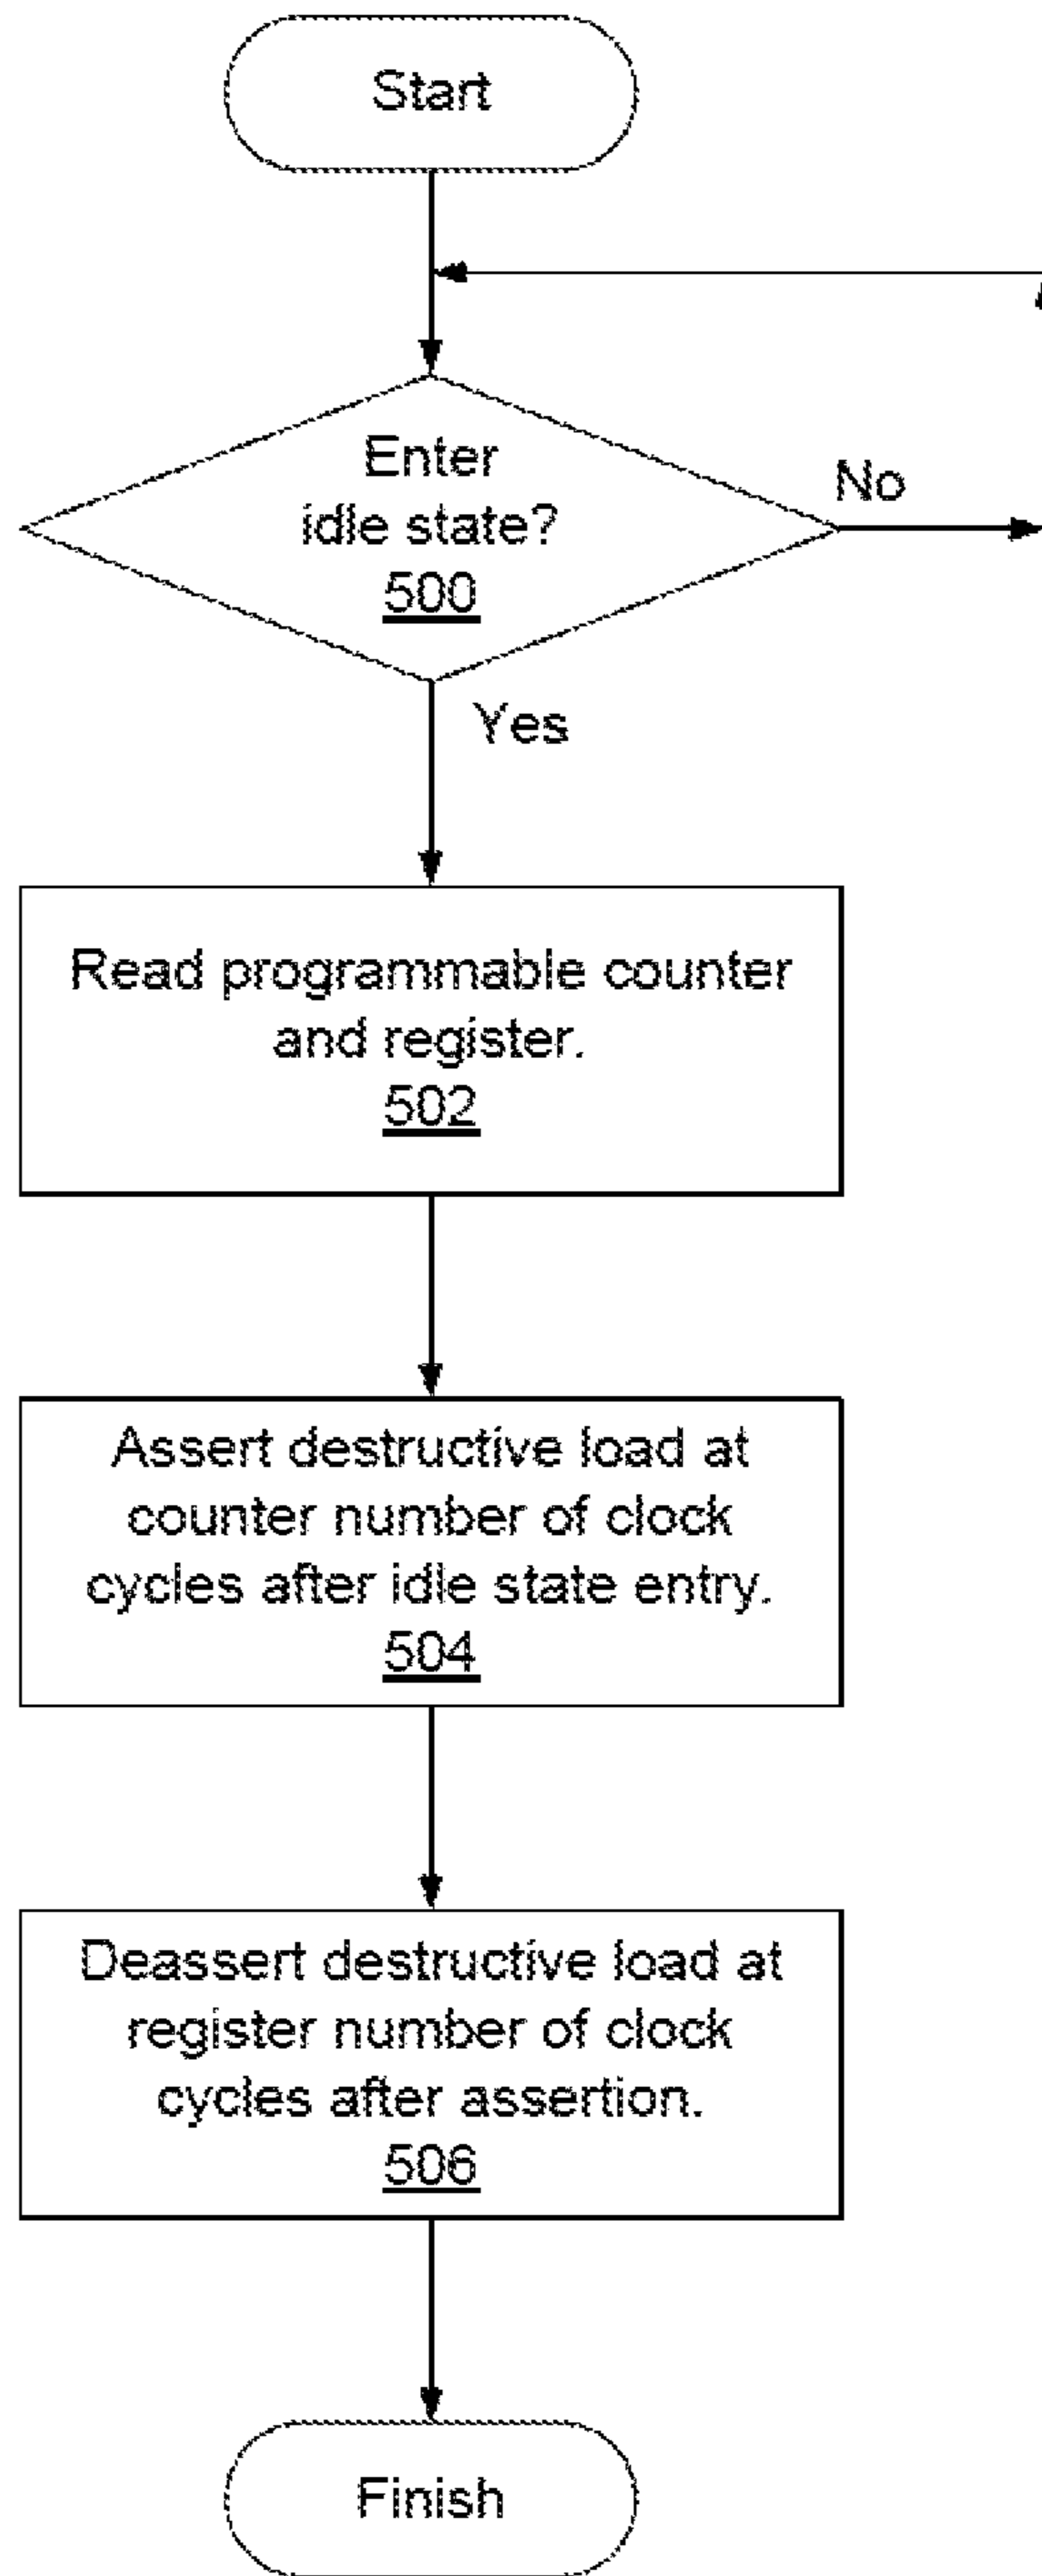 Start
Enter
idle state?
500
No
Yes
Read programmable counter
and register.
502
Assert destructive load at
counter number of clock
cycles after idle state entry.
504
Deassert destructive load at
register number of clock
cycles after assertion.
506
Finish